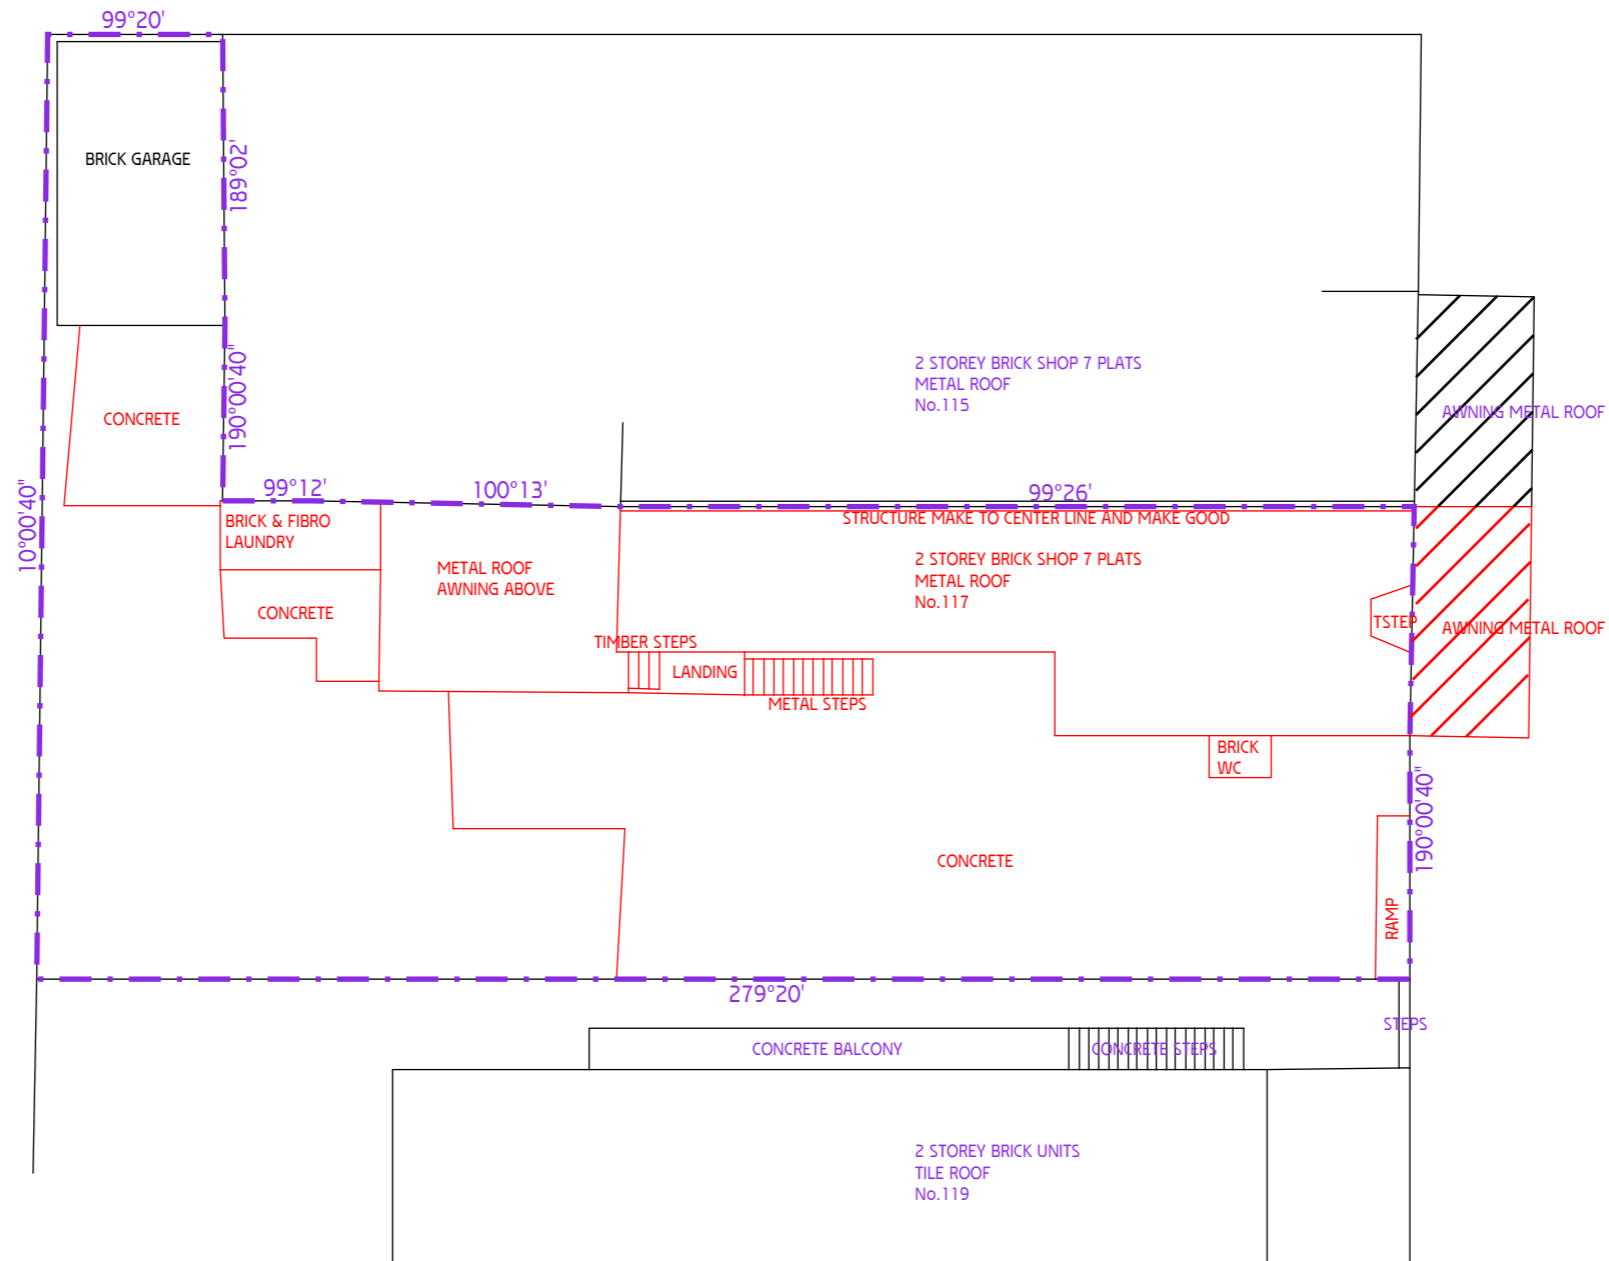 99°20'
BRICK GARAGE
189°02'
190°00'40"
CONCRETE
10°00'40"
2 STOREY BRICK SHOP 7 PLATS
METAL ROOF
No.115
AWNING METAL ROOF
99°12'
100°13'
99°26'
STRUCTURE MAKE TO CENTER LINE AND MAKE GOOD
BRICK & FIBRO
LAUNDRY
METAL ROOF
AWNING ABOVE
2 STOREY BRICK SHOP 7 PLATS
METAL ROOF
No.117
CONCRETE
TSTEP
AWNING METAL ROOF
TIMBER STEPS
LANDING
METAL STEPS
BRICK
WC
190°00'40"
CONCRETE
RAMP
279°20'
STEPS
CONCRETE BALCONY
CONCRETE STEPS
2 STOREY BRICK UNITS
TILE ROOF
No.119